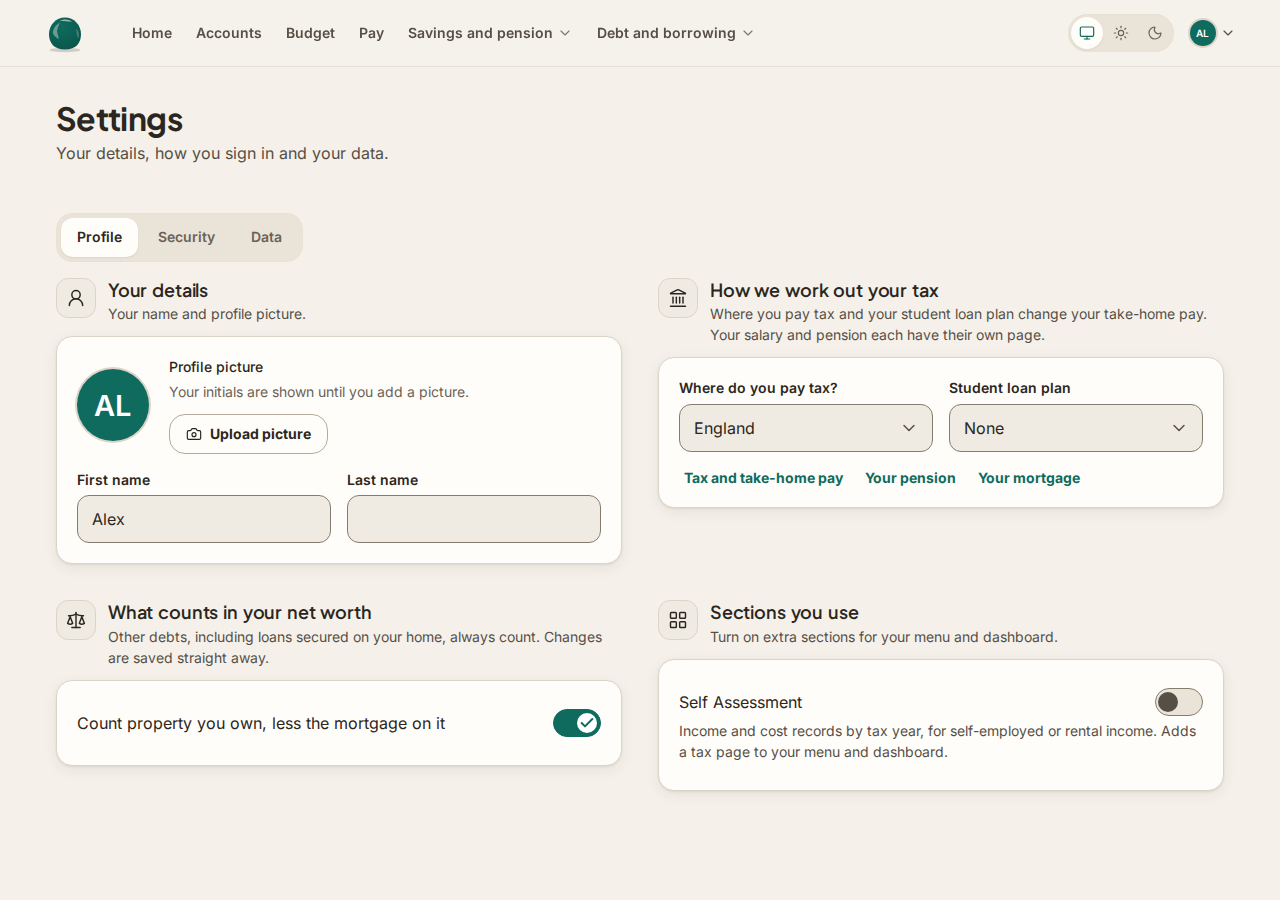 Home Accounts Budget Pay Savings and pension Debt and borrowing AL
Settings
Your details, how you sign in and your data.
Profile Security Data
Your details
Your name and profile picture.
AL
Profile picture
Your initials are shown until you add a picture.
Upload picture
First name Last name
Alex
How we work out your tax
Where you pay tax and your student loan plan change your take-home pay.
Your salary and pension each have their own page.
Where do you pay tax? Student loan plan
England None
Tax and take-home pay Your pension Your mortgage
What counts in your net worth
Other debts, including loans secured on your home, always count. Changes
are saved straight away.
Count property you own, less the mortgage on it
Sections you use
Turn on extra sections for your menu and dashboard.
Self Assessment
Income and cost records by tax year, for self-employed or rental income. Adds
a tax page to your menu and dashboard.